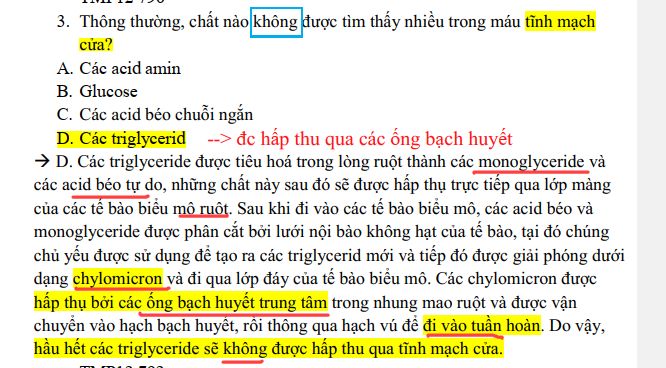 3. Thông thường, chất nào không được tìm thấy nhiều trong máu tĩnh mạch
cửa?
A. Các acid amin
B. Glucose
C. Các acid béo chuỗi ngắn
D. Các triglycerid --> đc hấp thu qua các ống bạch huyết
→ D. Các triglyceride được tiêu hoá trong lòng ruột thành các monoglyceride và
các acid béo tự do, những chất này sau đó sẽ được hấp thụ trực tiếp qua lớp màng
của các tế bào biểu mô ruột. Sau khi đi vào các tế bào biểu mô, các acid béo và
monoglyceride được phân cắt bởi lưới nội bào không hạt của tế bào, tại đó chúng
chủ yếu được sử dụng để tạo ra các triglycerid mới và tiếp đó được giải phóng dưới
dạng chylomicron và đi qua lớp đáy của tế bào biểu mô. Các chylomicron được
hấp thụ bởi các ống bạch huyết trung tâm trong nhung mao ruột và được vận
chuyển vào hạch bạch huyết, rồi thông qua hạch vú để đi vào tuần hoàn. Do vậy,
hầu hết các triglyceride sẽ không được hấp thu qua tĩnh mạch cửa.